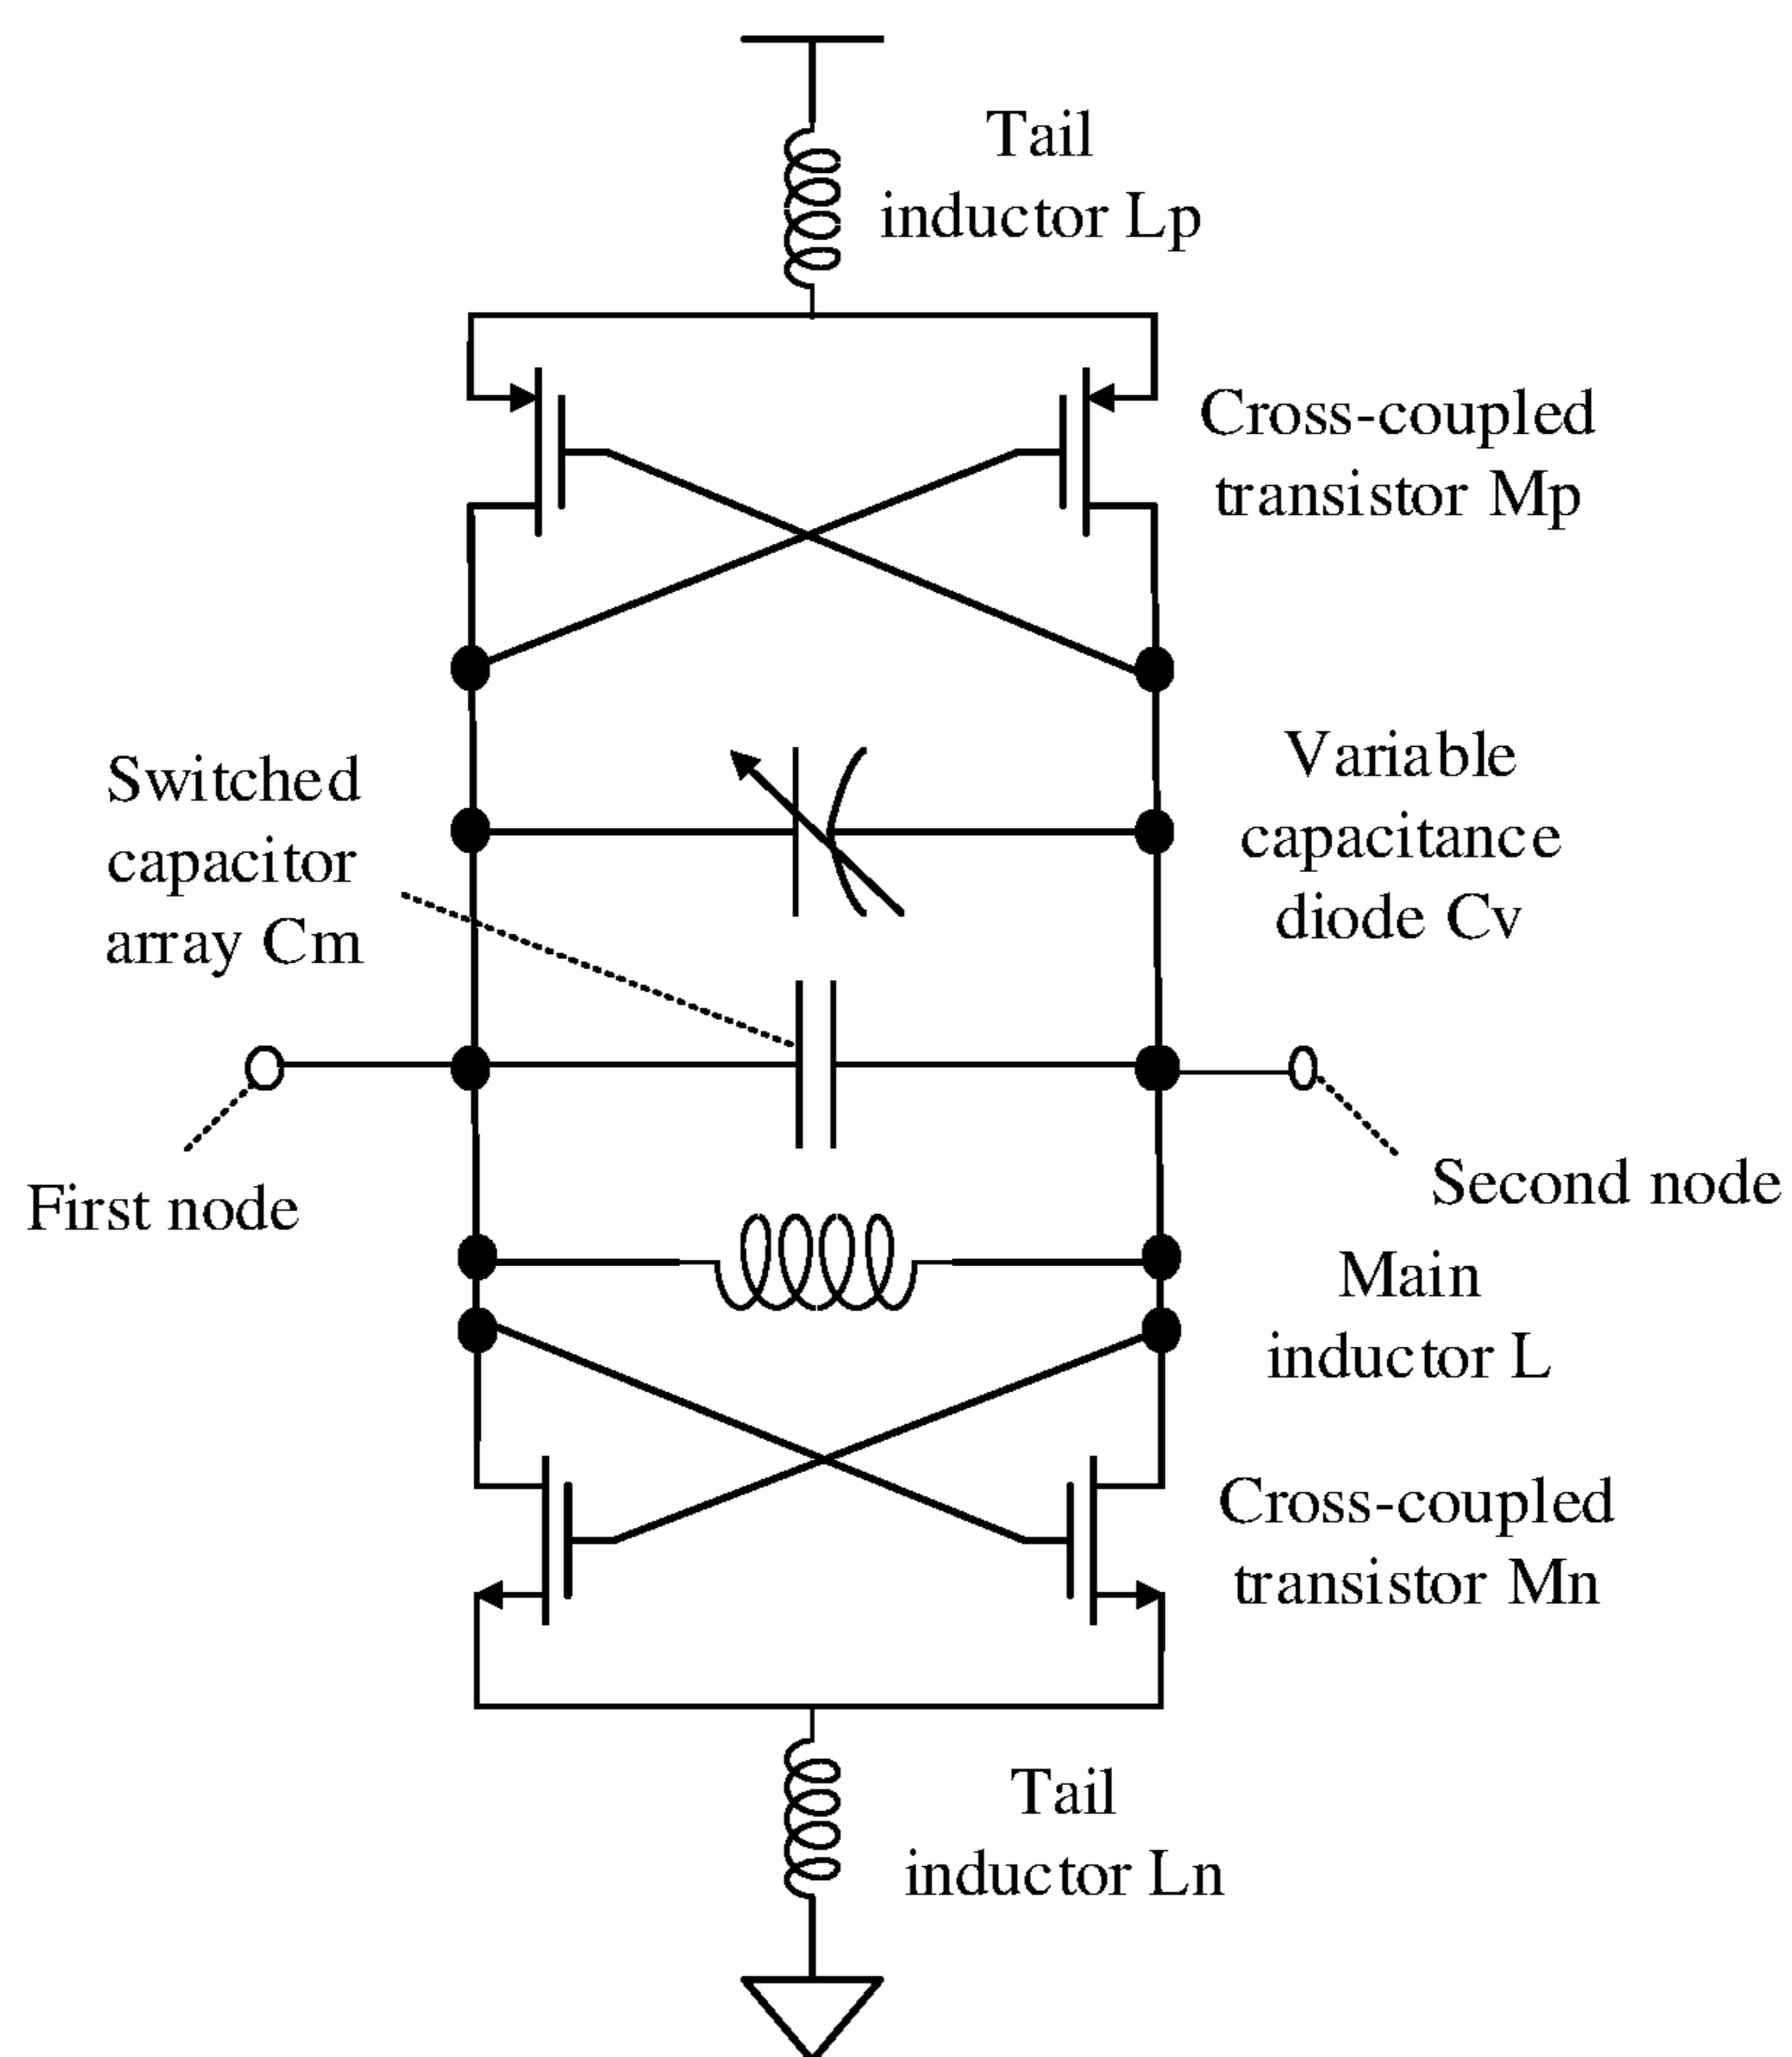 Tail
inductor Lp
Cross-coupled
transistor Mp
Switched
capacitor
array Cm
Variable
capacitance
diode Cv
First node
Second node
Main
inductor L
Cross-coupled
transistor Mn
Tail
inductor Ln